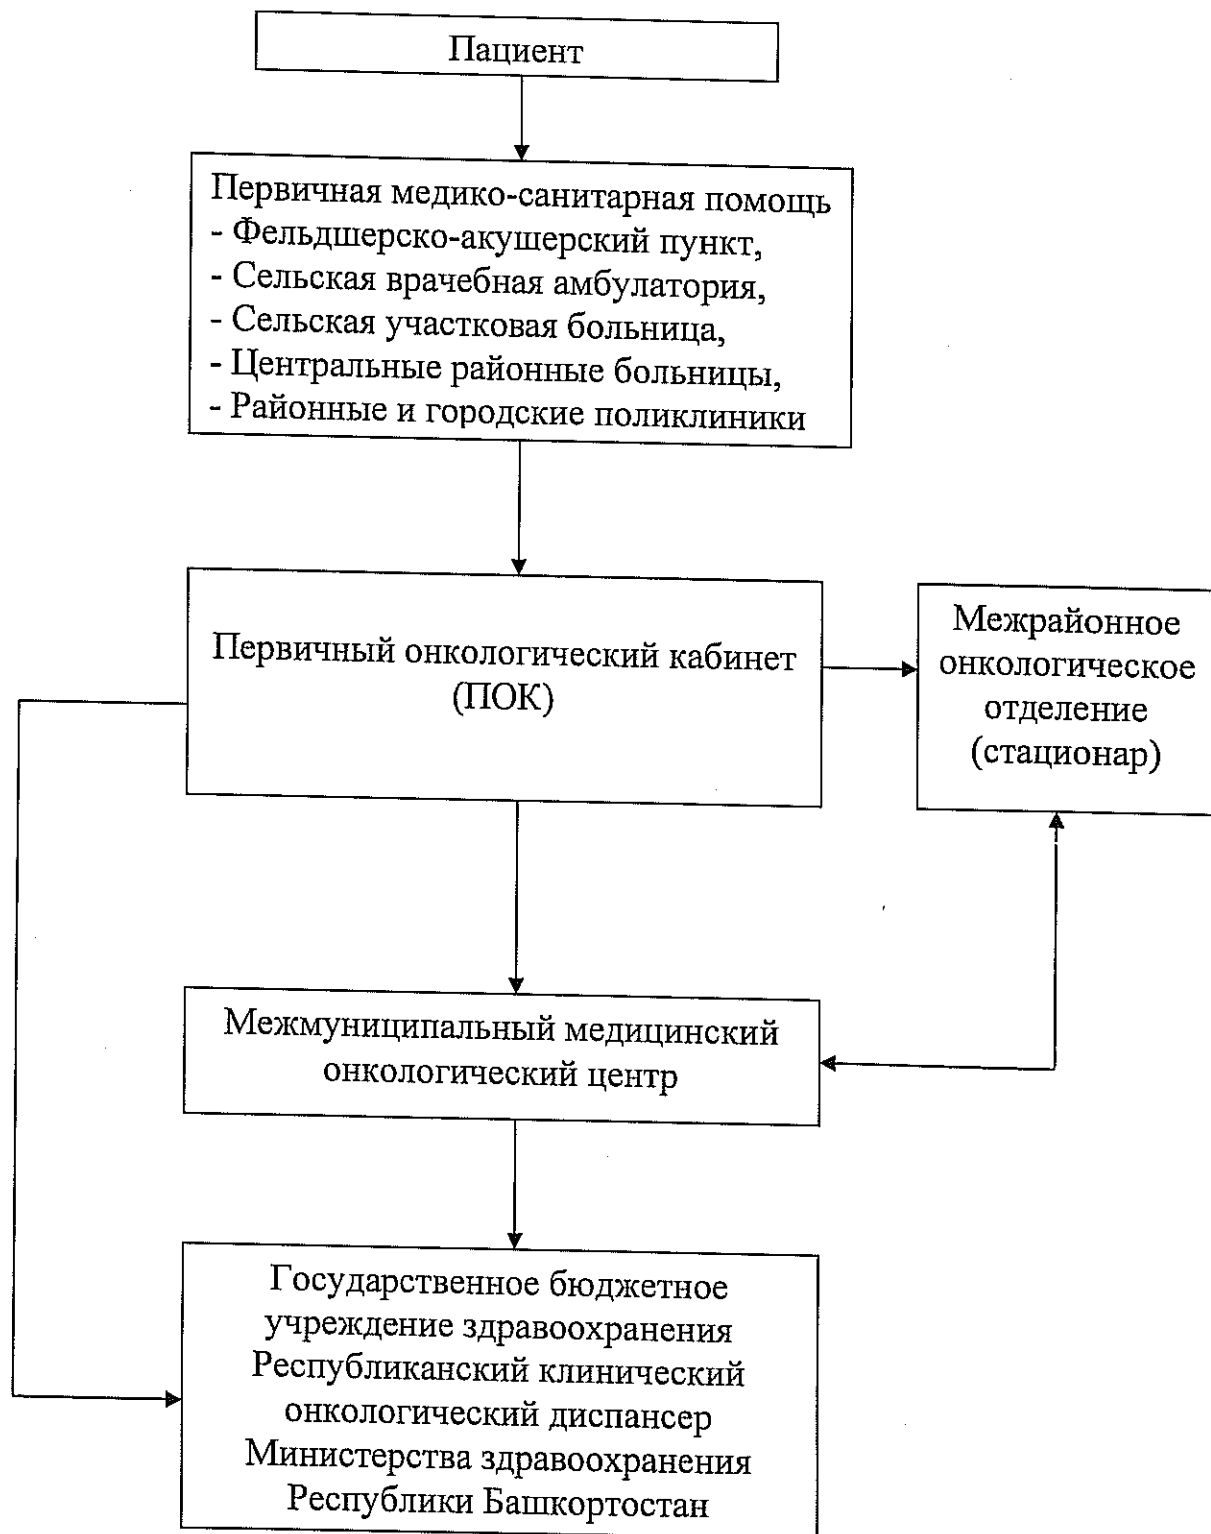 Пациент
Первичная медико-санитарная помощь
- Фельдшерско-акушерский пункт,
- Сельская врачебная амбулатория,
- Сельская участковая больница,
- Центральные районные больницы,
- Районные и городские поликлиники
Первичный онкологический кабинет
(ПОК)
Межрайонное
онкологическое
отделение
(стационар)
Межмуниципальный медицинский
онкологический центр
Государственное бюджетное
учреждение здравоохранения
Республиканский клинический
онкологический диспансер
Министерства здравоохранения
Республики Башкортостан